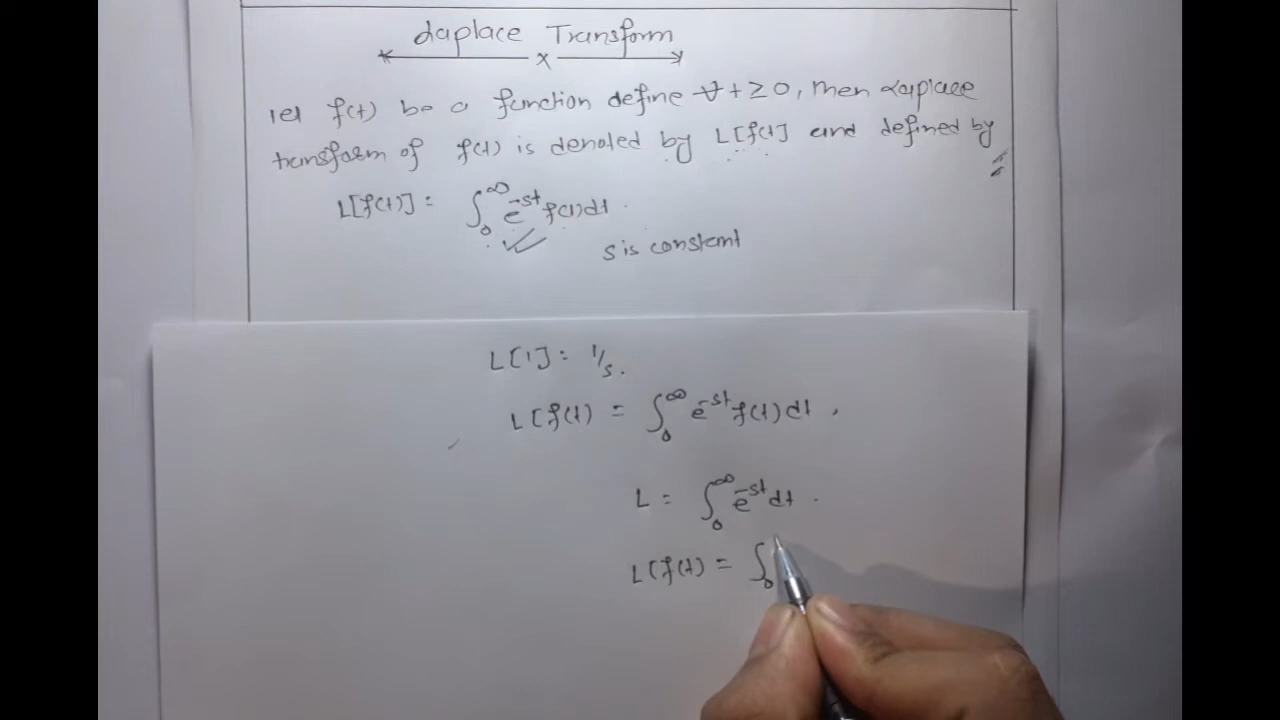 Laplace Transform
let f(t) be a function define ∀ t ≥ 0, then Laplace
transform of f(t) is denoted by L[f(t)] and defined by
L[f(t)] = ∫₀^∞ e^-st f(t) dt.
s is constant
L[1] = 1/s.
L[f(t) = ∫₀^∞ e^-st f(t) dt.
L = ∫₀^∞ e^-st dt.
L[f(t) = ∫₀